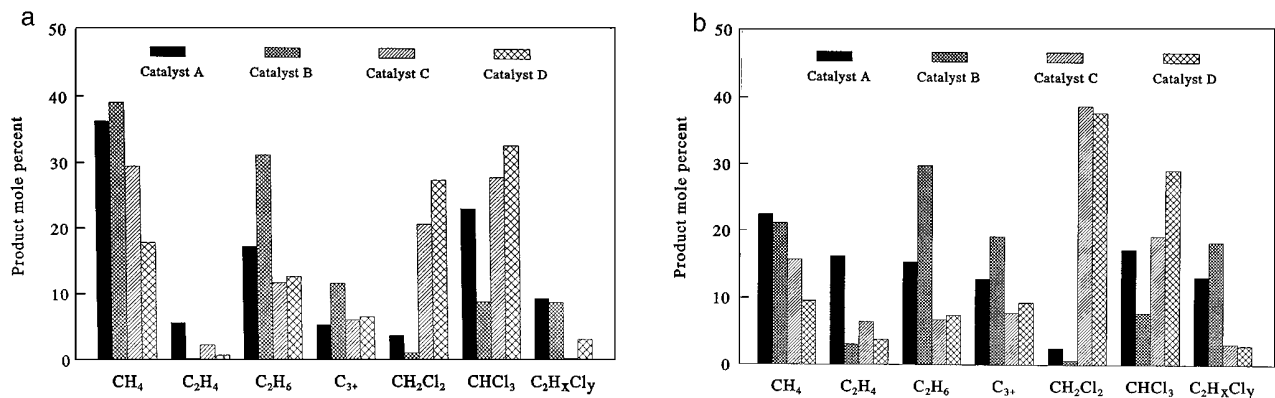 a
50
40
30
20
10
0
Product mole percent
Catalyst A Catalyst B Catalyst C Catalyst D
CH₄ C₂H₄ C₂H₆ C₃₊ CH₂Cl₂ CHCl₃ C₂HₓClᵧ
b
50
40
30
20
10
0
Product mole percent
Catalyst A Catalyst B Catalyst C Catalyst D
CH₄ C₂H₄ C₂H₆ C₃₊ CH₂Cl₂ CHCl₃ C₂HₓClᵧ